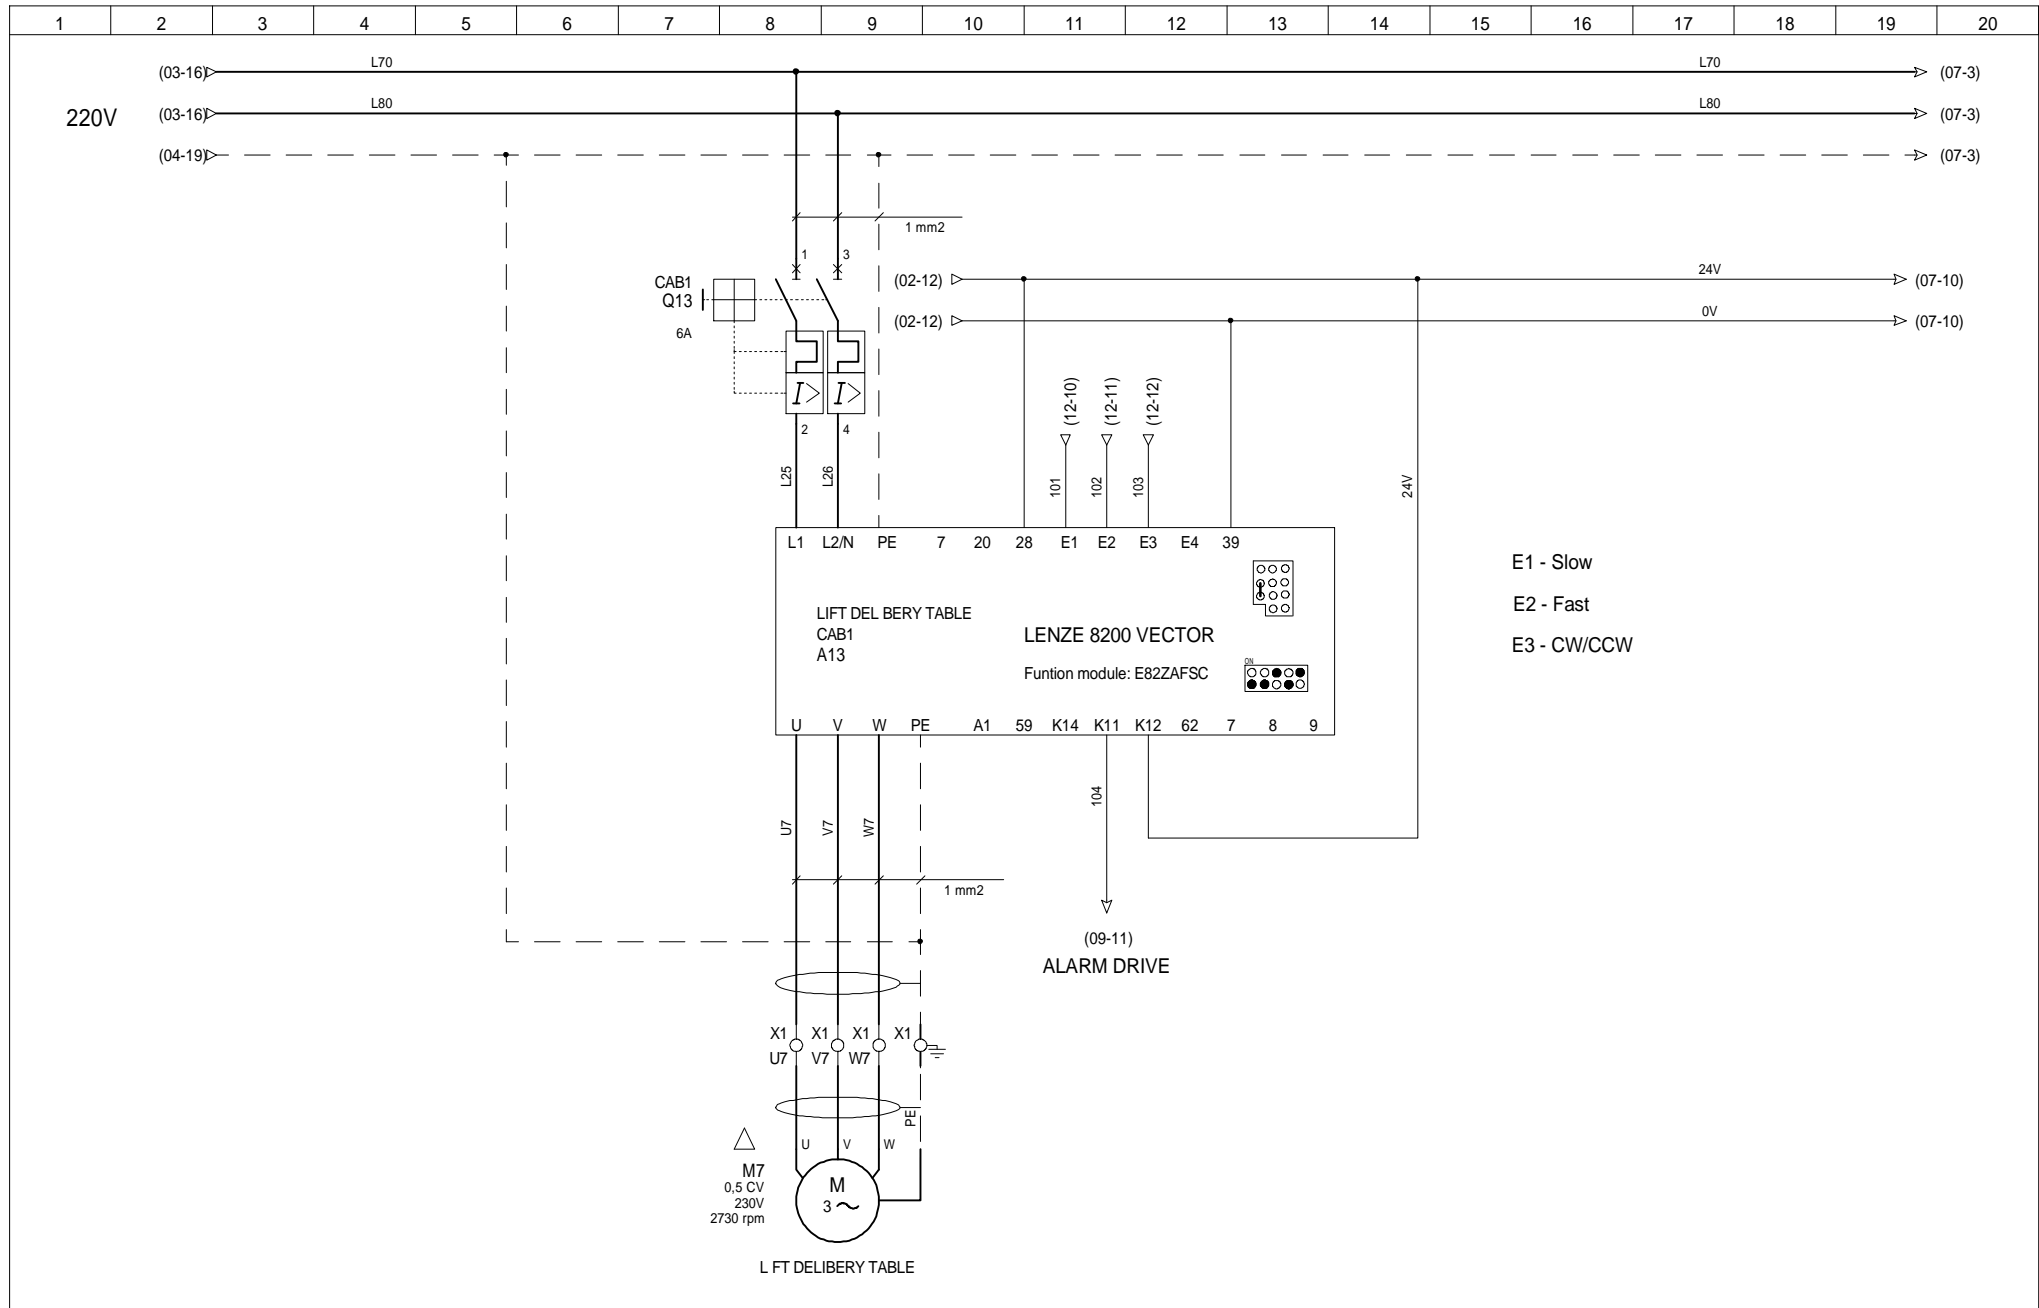 1 2 3 4 5 6 7 8 9 10 11 12 13 14 15 16 17 18 19 20
(03-16) L70 L70 (07-3)
220V (03-16) L80 L80 (07-3)
(04-19) (07-3)
1 mm2
1 3
CAB1
Q13
6A
(02-12) 24V (07-10)
(02-12) 0V (07-10)
I> I>
2 4
(12-10) (12-11) (12-12)
L25 L26 101 102 103 24V
L1 L2/N PE 7 20 28 E1 E2 E3 E4 39
LIFT DEL BERY TABLE
CAB1
A13
LENZE 8200 VECTOR
Funtion module: E82ZAFSC
ON
E1 - Slow
E2 - Fast
E3 - CW/CCW
U V W PE A1 59 K14 K11 K12 62 7 8 9
U7 V7 W7 104
1 mm2
(09-11)
ALARM DRIVE
X1 X1 X1 X1
U7 V7 W7
PE
U V W
M7
0,5 CV
230V
2730 rpm
M
3
L FT DELIBERY TABLE